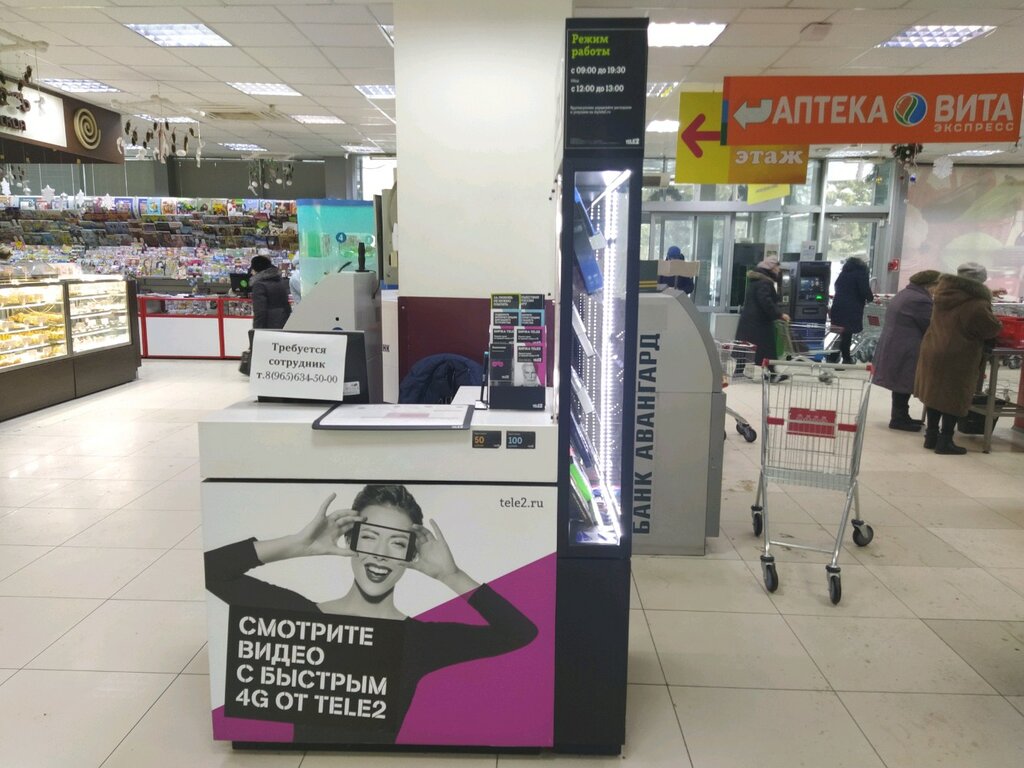 Режим
работы
с 09:00 до 19:30
с 12:00 до 13:00
TELE2
АПТЕКА ВИТА
ЭКСПРЕСС
этаж
Требуется
сотрудник
т.8(965)634-50-00
50
100
БАНК АВАНГАРД
tele2.ru
СМОТРИТЕ
ВИДЕО
С БЫСТРЫМ
4G ОТ TELE2